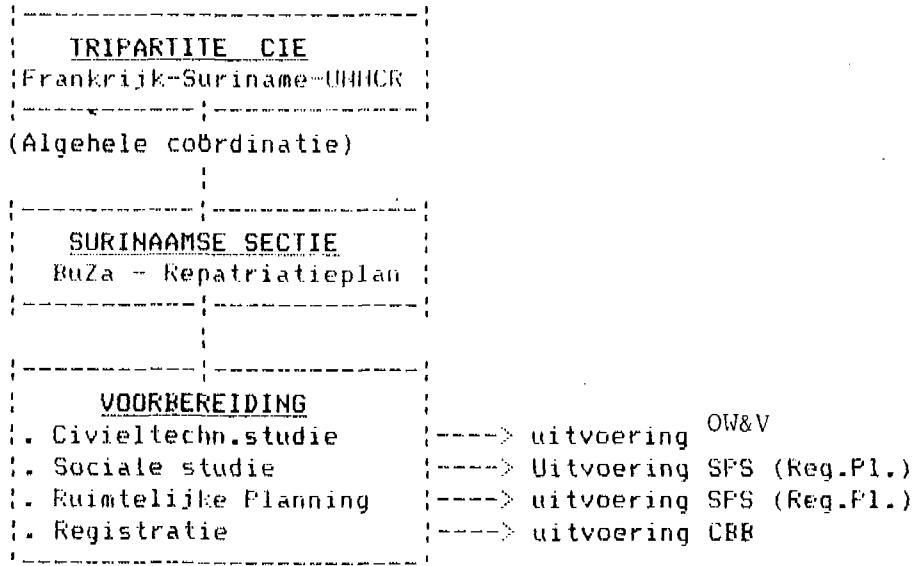 TRIPARTITE CIE
Frankrijk-Suriname-UHHCR
(Algehele coördinatie)
SURINAAMSE SECTIE
BuZa - Repatriatieplan
VOORBEREIDING
. Civieltechn.studie ----> uitvoering OW&V
. Sociale studie ----> Uitvoering SPS (Reg.Pl.)
. Ruimtelijke Planning ----> uitvoering SPS (Reg.Pl.)
. Registratie ----> uitvoering CBB